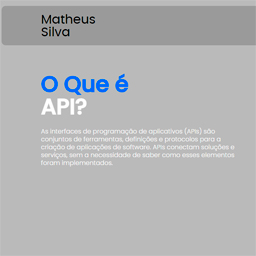 Matheus
Silva
O Que é
API?
As interfaces de programação de aplicativos (APIs) são
conjuntos de ferramentas, definições e protocolos para a
criação de aplicações de software. APIs conectam soluções e
serviços, sem a necessidade de saber como esses elementos
foram implementados.